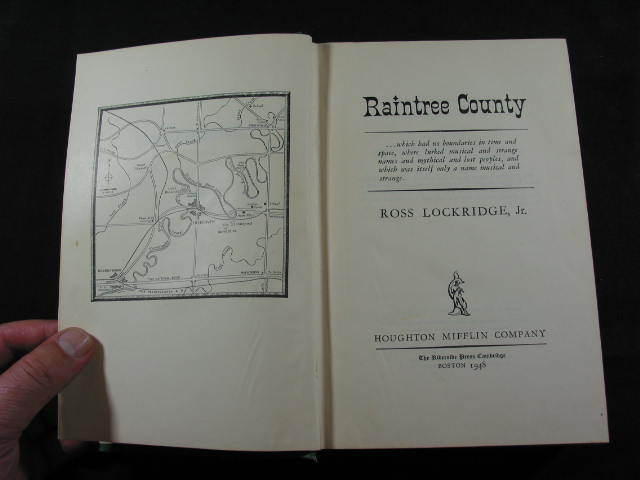 Raintree County
...which had no boundaries in time and
space, where lurked musical and strange
names and mythical and lost peoples, and
which was itself only a name musical and
strange.
ROSS LOCKRIDGE, Jr.
HOUGHTON MIFFLIN COMPANY
The Riverside Press Cambridge
BOSTON 1948